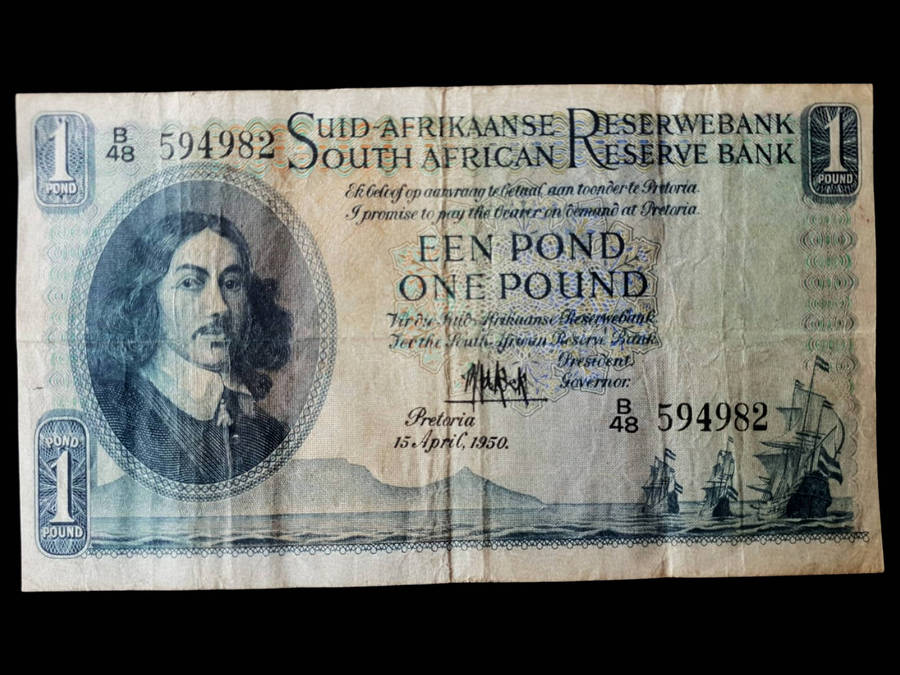 1
POND
B
48 594982
SUID-AFRIKAANSE RESERWEBANK
SOUTH AFRICAN RESERVE BANK
1
POUND
Ek beloof op aanvraag te betaal aan toonder te Pretoria.
I promise to pay the bearer on demand at Pretoria.
EEN POND
ONE POUND
Vir die Suid-Afrikaanse Reserwebank
For the South African Reserve Bank
President
Governor.
Pretoria
15 April, 1950.
B
48 594982
POND
1
POUND